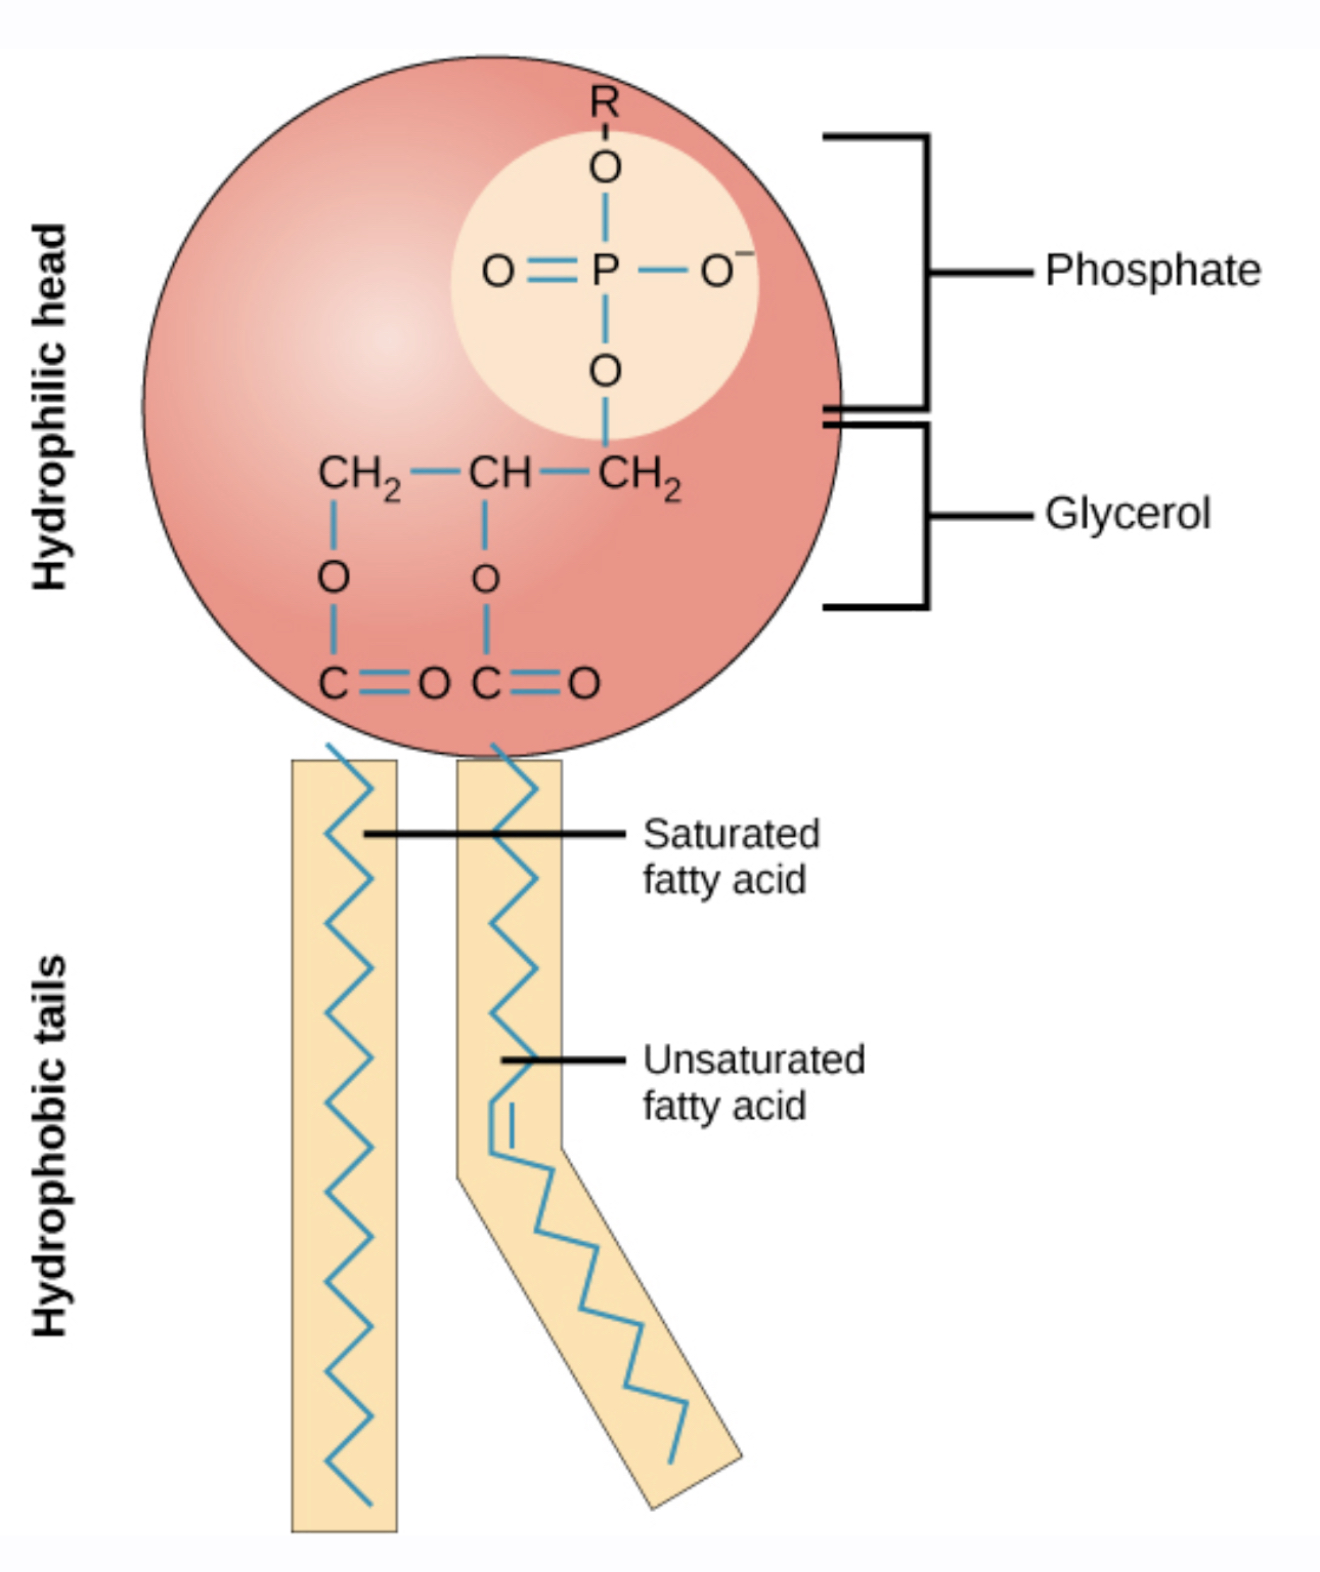 Hydrophilic head
R
O
O P O⁻
Phosphate
O
CH₂ CH CH₂
Glycerol
O O
C O C O
Hydrophobic tails
Saturated
fatty acid
Unsaturated
fatty acid